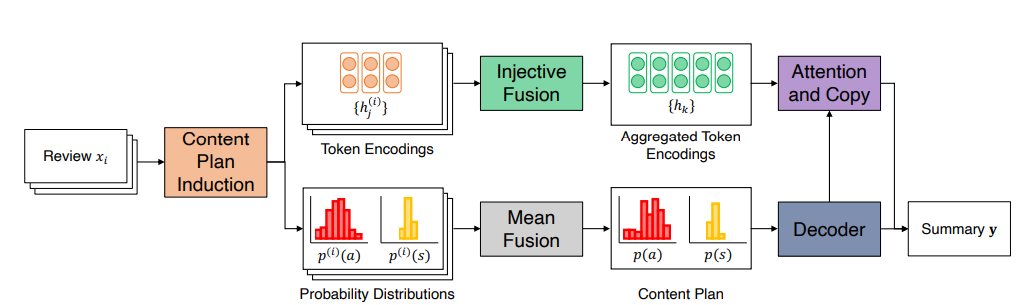 Review x_i
Content
Plan
Induction
{h_j^{(i)}}
Token Encodings
Injective
Fusion
{h_k}
Aggregated Token
Encodings
Attention
and Copy
p^{(i)}(a)
p^{(i)}(s)
Probability Distributions
Mean
Fusion
p(a)
p(s)
Content Plan
Decoder
Summary y